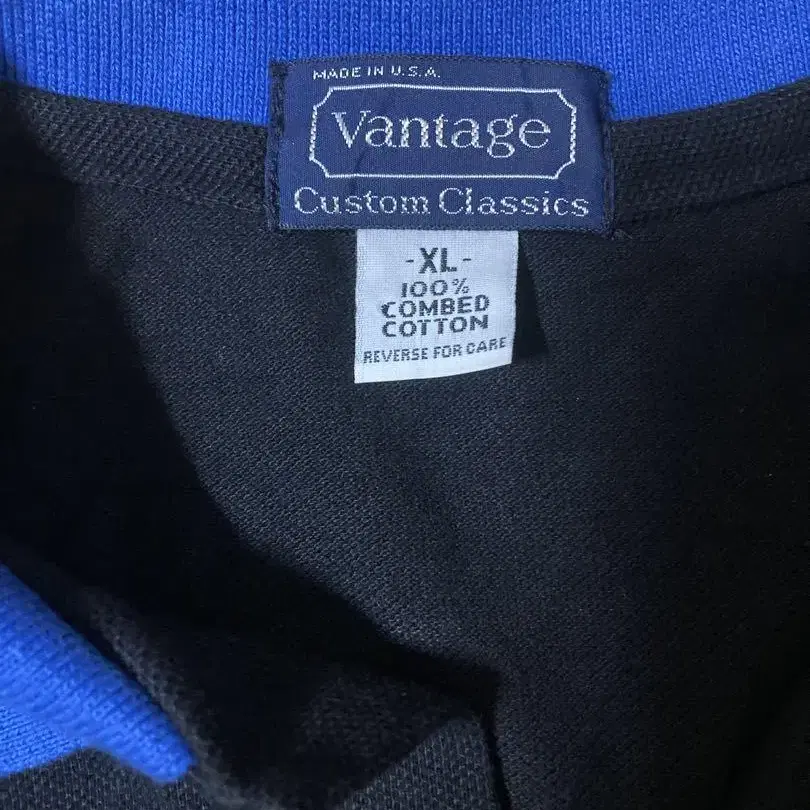 MADE IN U.S.A.
Vantage
Custom Classics
-XL-
100%
COMBED
COTTON
REVERSE FOR CARE